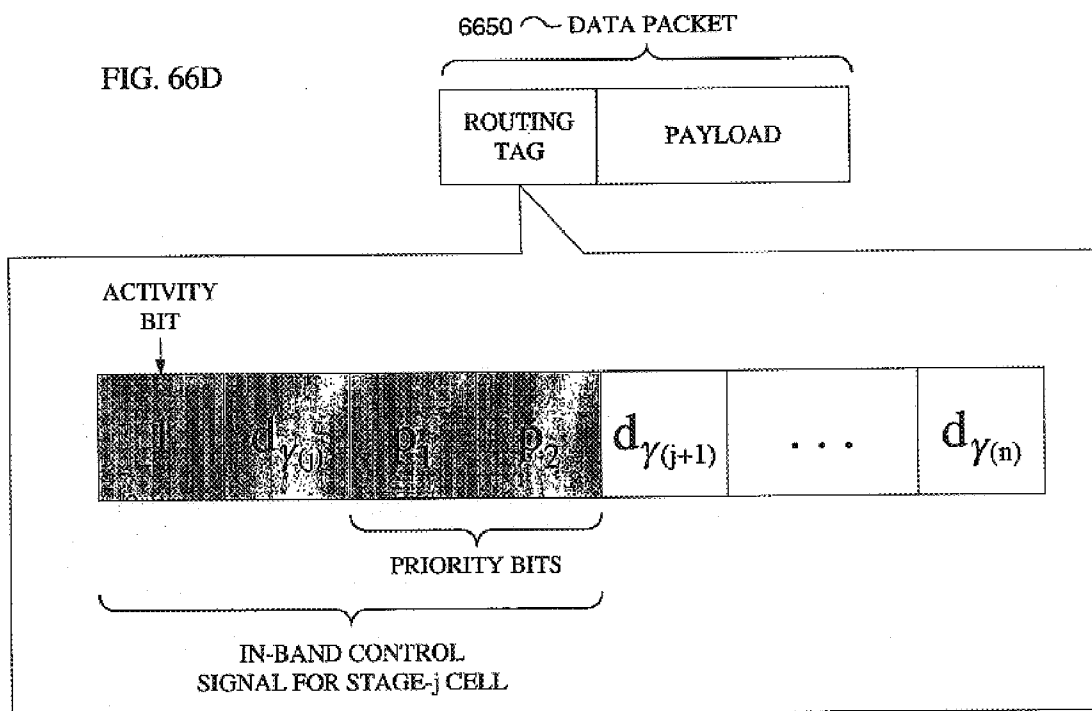 6650 DATA PACKET
FIG. 66D
ROUTING
TAG
PAYLOAD
ACTIVITY
BIT
1 dγ(j) p1 p2 dγ(j+1) ... dγ(n)
PRIORITY BITS
IN-BAND CONTROL
SIGNAL FOR STAGE-j CELL